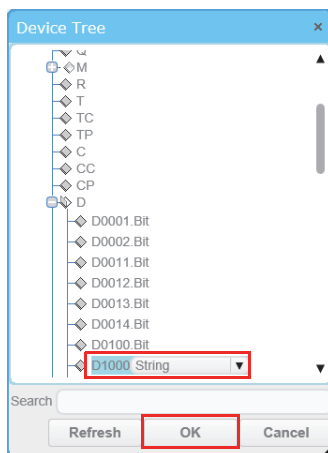 Device Tree ×
Q
M
R
T
TC
TP
C
CC
CP
D
D0001.Bit
D0002.Bit
D0011.Bit
D0012.Bit
D0013.Bit
D0014.Bit
D0100.Bit
D1000 String
Search
Refresh OK Cancel